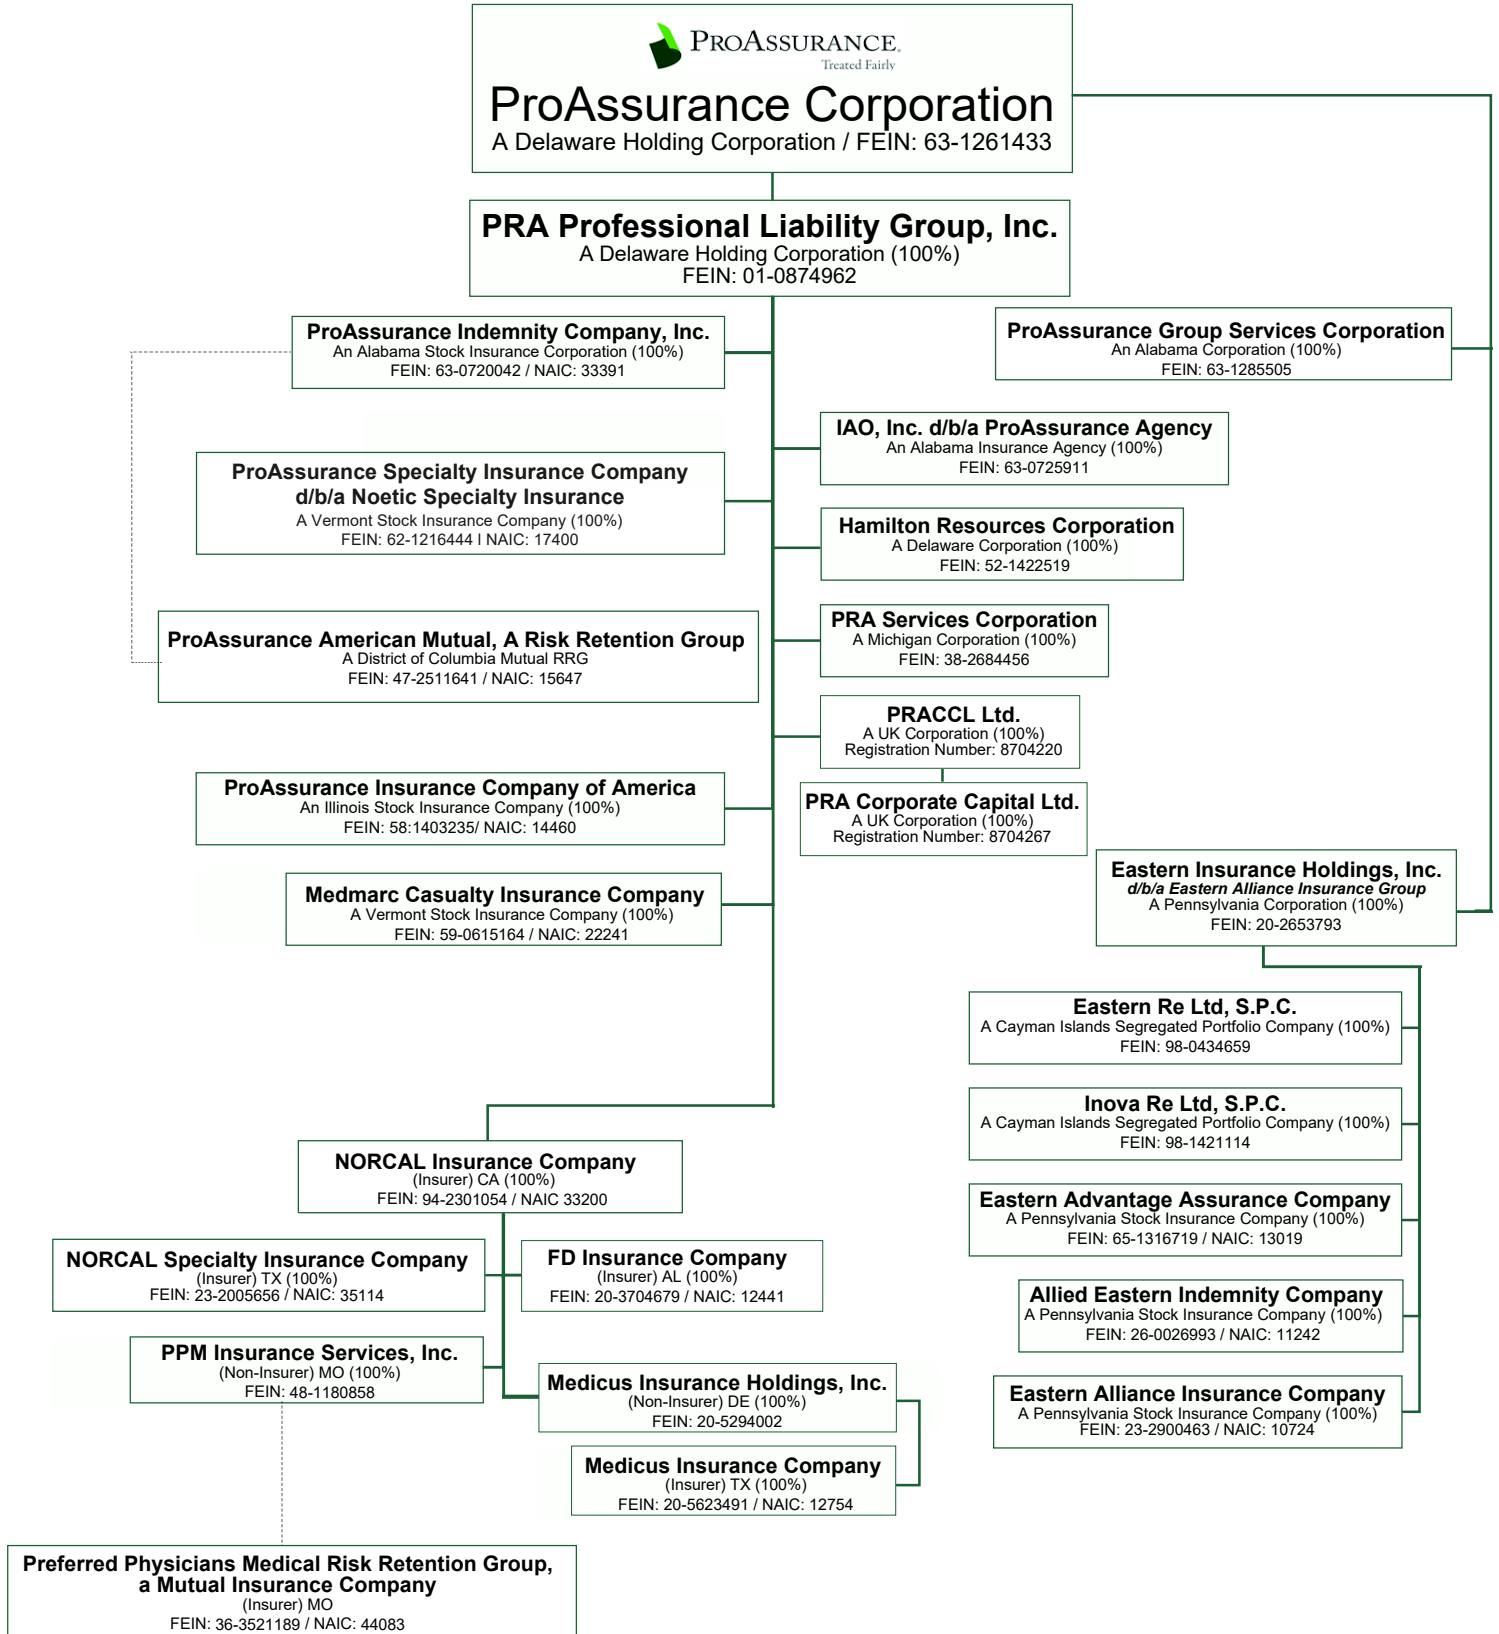 PROASSURANCE.
Treated Fairly
ProAssurance Corporation
A Delaware Holding Corporation / FEIN: 63-1261433
PRA Professional Liability Group, Inc.
A Delaware Holding Corporation (100%)
FEIN: 01-0874962
ProAssurance Indemnity Company, Inc.
An Alabama Stock Insurance Corporation (100%)
FEIN: 63-0720042 / NAIC: 33391
ProAssurance Group Services Corporation
An Alabama Corporation (100%)
FEIN: 63-1285505
IAO, Inc. d/b/a ProAssurance Agency
An Alabama Insurance Agency (100%)
FEIN: 63-0725911
ProAssurance Specialty Insurance Company
d/b/a Noetic Specialty Insurance
A Vermont Stock Insurance Company (100%)
FEIN: 62-1216444 I NAIC: 17400
Hamilton Resources Corporation
A Delaware Corporation (100%)
FEIN: 52-1422519
ProAssurance American Mutual, A Risk Retention Group
A District of Columbia Mutual RRG
FEIN: 47-2511641 / NAIC: 15647
PRA Services Corporation
A Michigan Corporation (100%)
FEIN: 38-2684456
PRACCL Ltd.
A UK Corporation (100%)
Registration Number: 8704220
ProAssurance Insurance Company of America
An Illinois Stock Insurance Company (100%)
FEIN: 58:1403235/ NAIC: 14460
PRA Corporate Capital Ltd.
A UK Corporation (100%)
Registration Number: 8704267
Medmarc Casualty Insurance Company
A Vermont Stock Insurance Company (100%)
FEIN: 59-0615164 / NAIC: 22241
Eastern Insurance Holdings, Inc.
d/b/a Eastern Alliance Insurance Group
A Pennsylvania Corporation (100%)
FEIN: 20-2653793
Eastern Re Ltd, S.P.C.
A Cayman Islands Segregated Portfolio Company (100%)
FEIN: 98-0434659
Inova Re Ltd, S.P.C.
A Cayman Islands Segregated Portfolio Company (100%)
FEIN: 98-1421114
Eastern Advantage Assurance Company
A Pennsylvania Stock Insurance Company (100%)
FEIN: 65-1316719 / NAIC: 13019
Allied Eastern Indemnity Company
A Pennsylvania Stock Insurance Company (100%)
FEIN: 26-0026993 / NAIC: 11242
Eastern Alliance Insurance Company
A Pennsylvania Stock Insurance Company (100%)
FEIN: 23-2900463 / NAIC: 10724
NORCAL Insurance Company
(Insurer) CA (100%)
FEIN: 94-2301054 / NAIC 33200
NORCAL Specialty Insurance Company
(Insurer) TX (100%)
FEIN: 23-2005656 / NAIC: 35114
FD Insurance Company
(Insurer) AL (100%)
FEIN: 20-3704679 / NAIC: 12441
PPM Insurance Services, Inc.
(Non-Insurer) MO (100%)
FEIN: 48-1180858
Medicus Insurance Holdings, Inc.
(Non-Insurer) DE (100%)
FEIN: 20-5294002
Medicus Insurance Company
(Insurer) TX (100%)
FEIN: 20-5623491 / NAIC: 12754
Preferred Physicians Medical Risk Retention Group,
a Mutual Insurance Company
(Insurer) MO
FEIN: 36-3521189 / NAIC: 44083